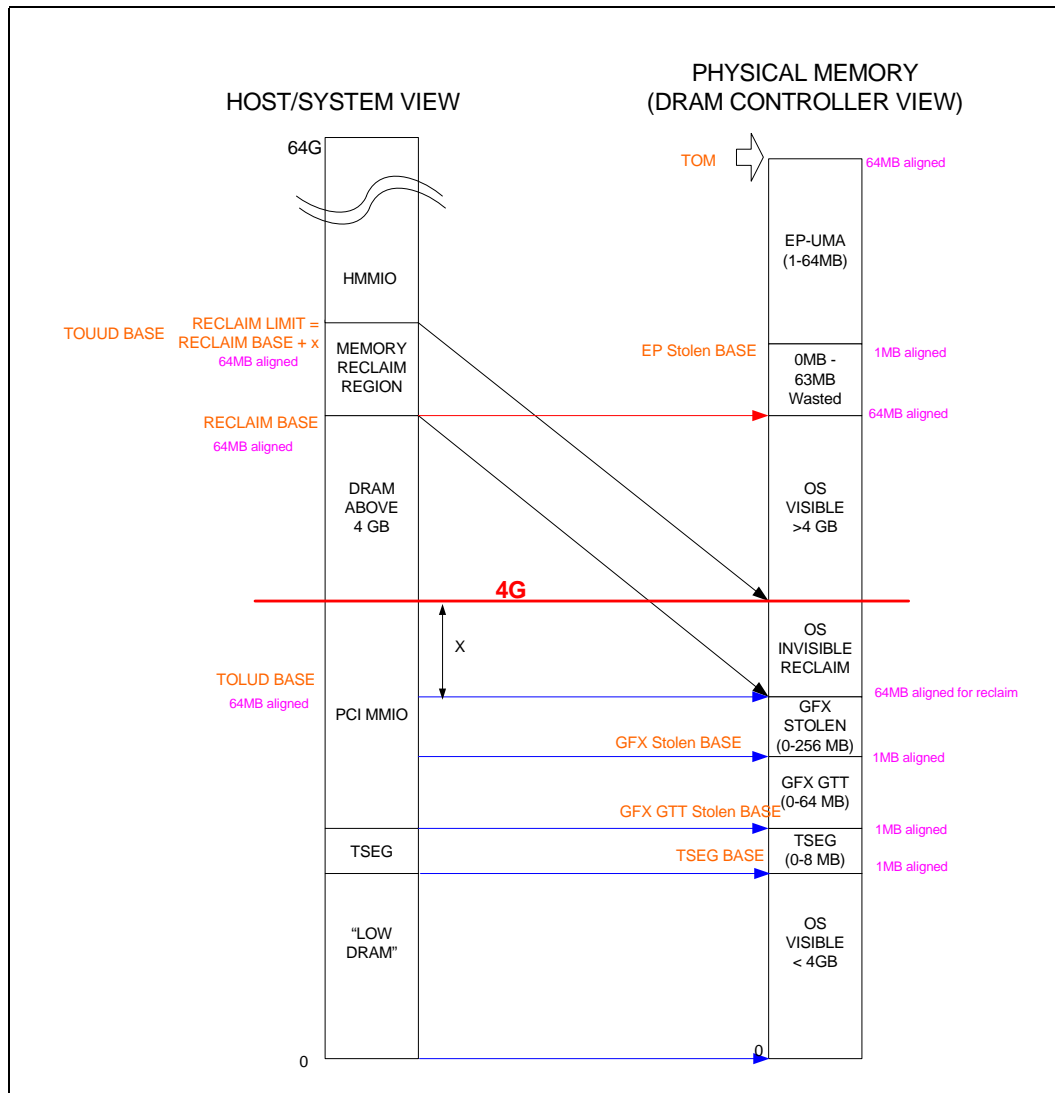 PHYSICAL MEMORY
(DRAM CONTROLLER VIEW)
HOST/SYSTEM VIEW
64G
TOM
64MB aligned
EP-UMA
(1-64MB)
HMMIO
TOUUD BASE
RECLAIM LIMIT =
RECLAIM BASE + x
64MB aligned
MEMORY
RECLAIM
REGION
EP Stolen BASE
1MB aligned
0MB -
63MB
Wasted
RECLAIM BASE
64MB aligned
64MB aligned
DRAM
ABOVE
4 GB
OS
VISIBLE
>4 GB
4G
X
OS
INVISIBLE
RECLAIM
TOLUD BASE
64MB aligned
PCI MMIO
64MB aligned for reclaim
GFX
STOLEN
(0-256 MB)
GFX Stolen BASE
1MB aligned
GFX GTT
(0-64 MB)
GFX GTT Stolen BASE
1MB aligned
TSEG
TSEG
(0-8 MB)
TSEG BASE
1MB aligned
“LOW
DRAM”
OS
VISIBLE
< 4GB
0
0